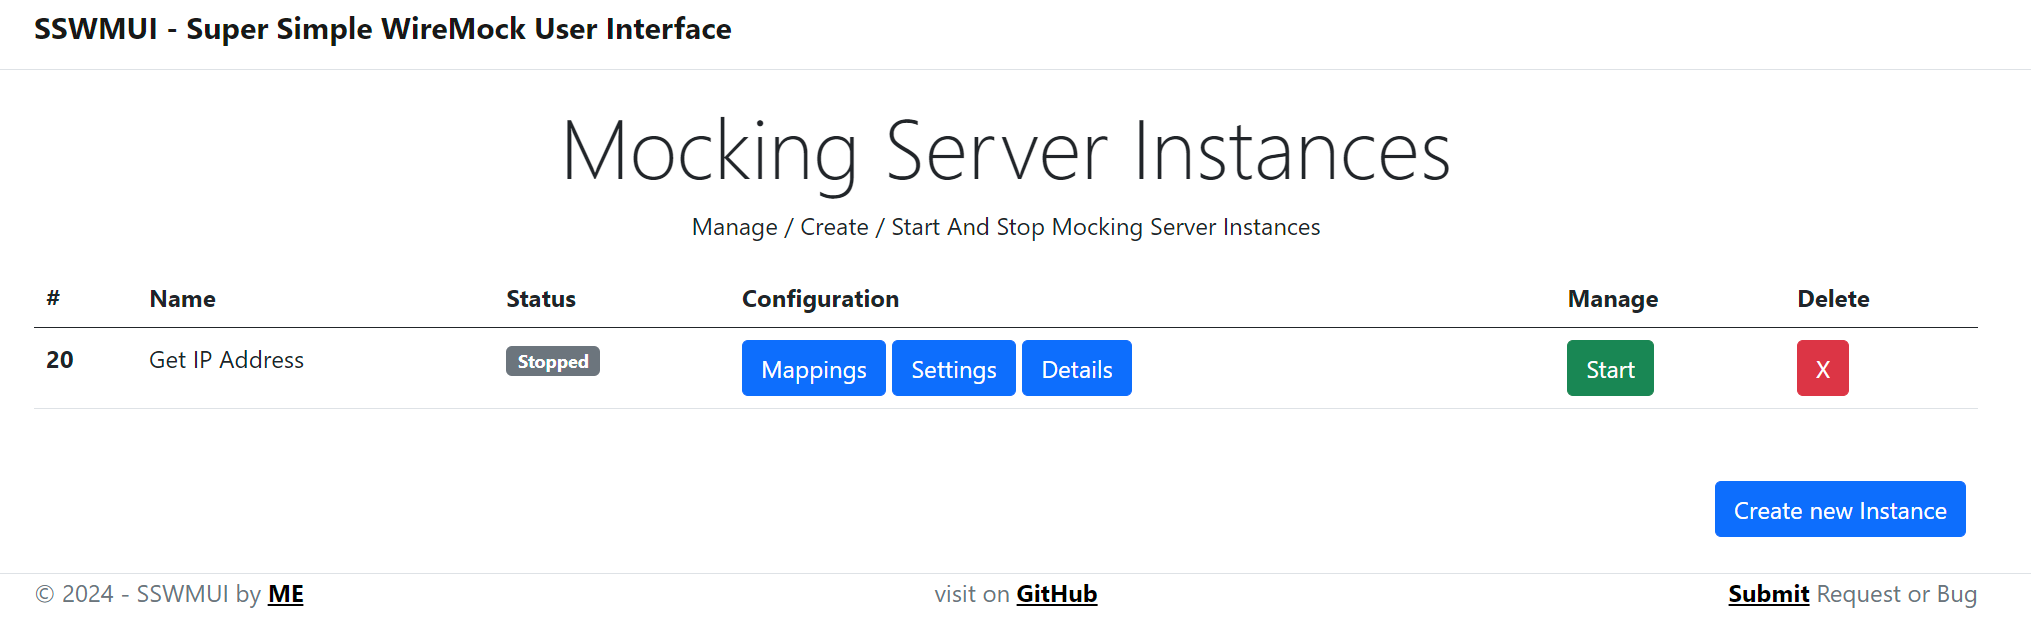 SSWMUI - Super Simple WireMock User Interface
Mocking Server Instances
Manage / Create / Start And Stop Mocking Server Instances
# Name Status Configuration Manage Delete
20 Get IP Address Stopped Mappings Settings Details Start X
Create new Instance
© 2024 - SSWMUI by ME visit on GitHub Submit Request or Bug